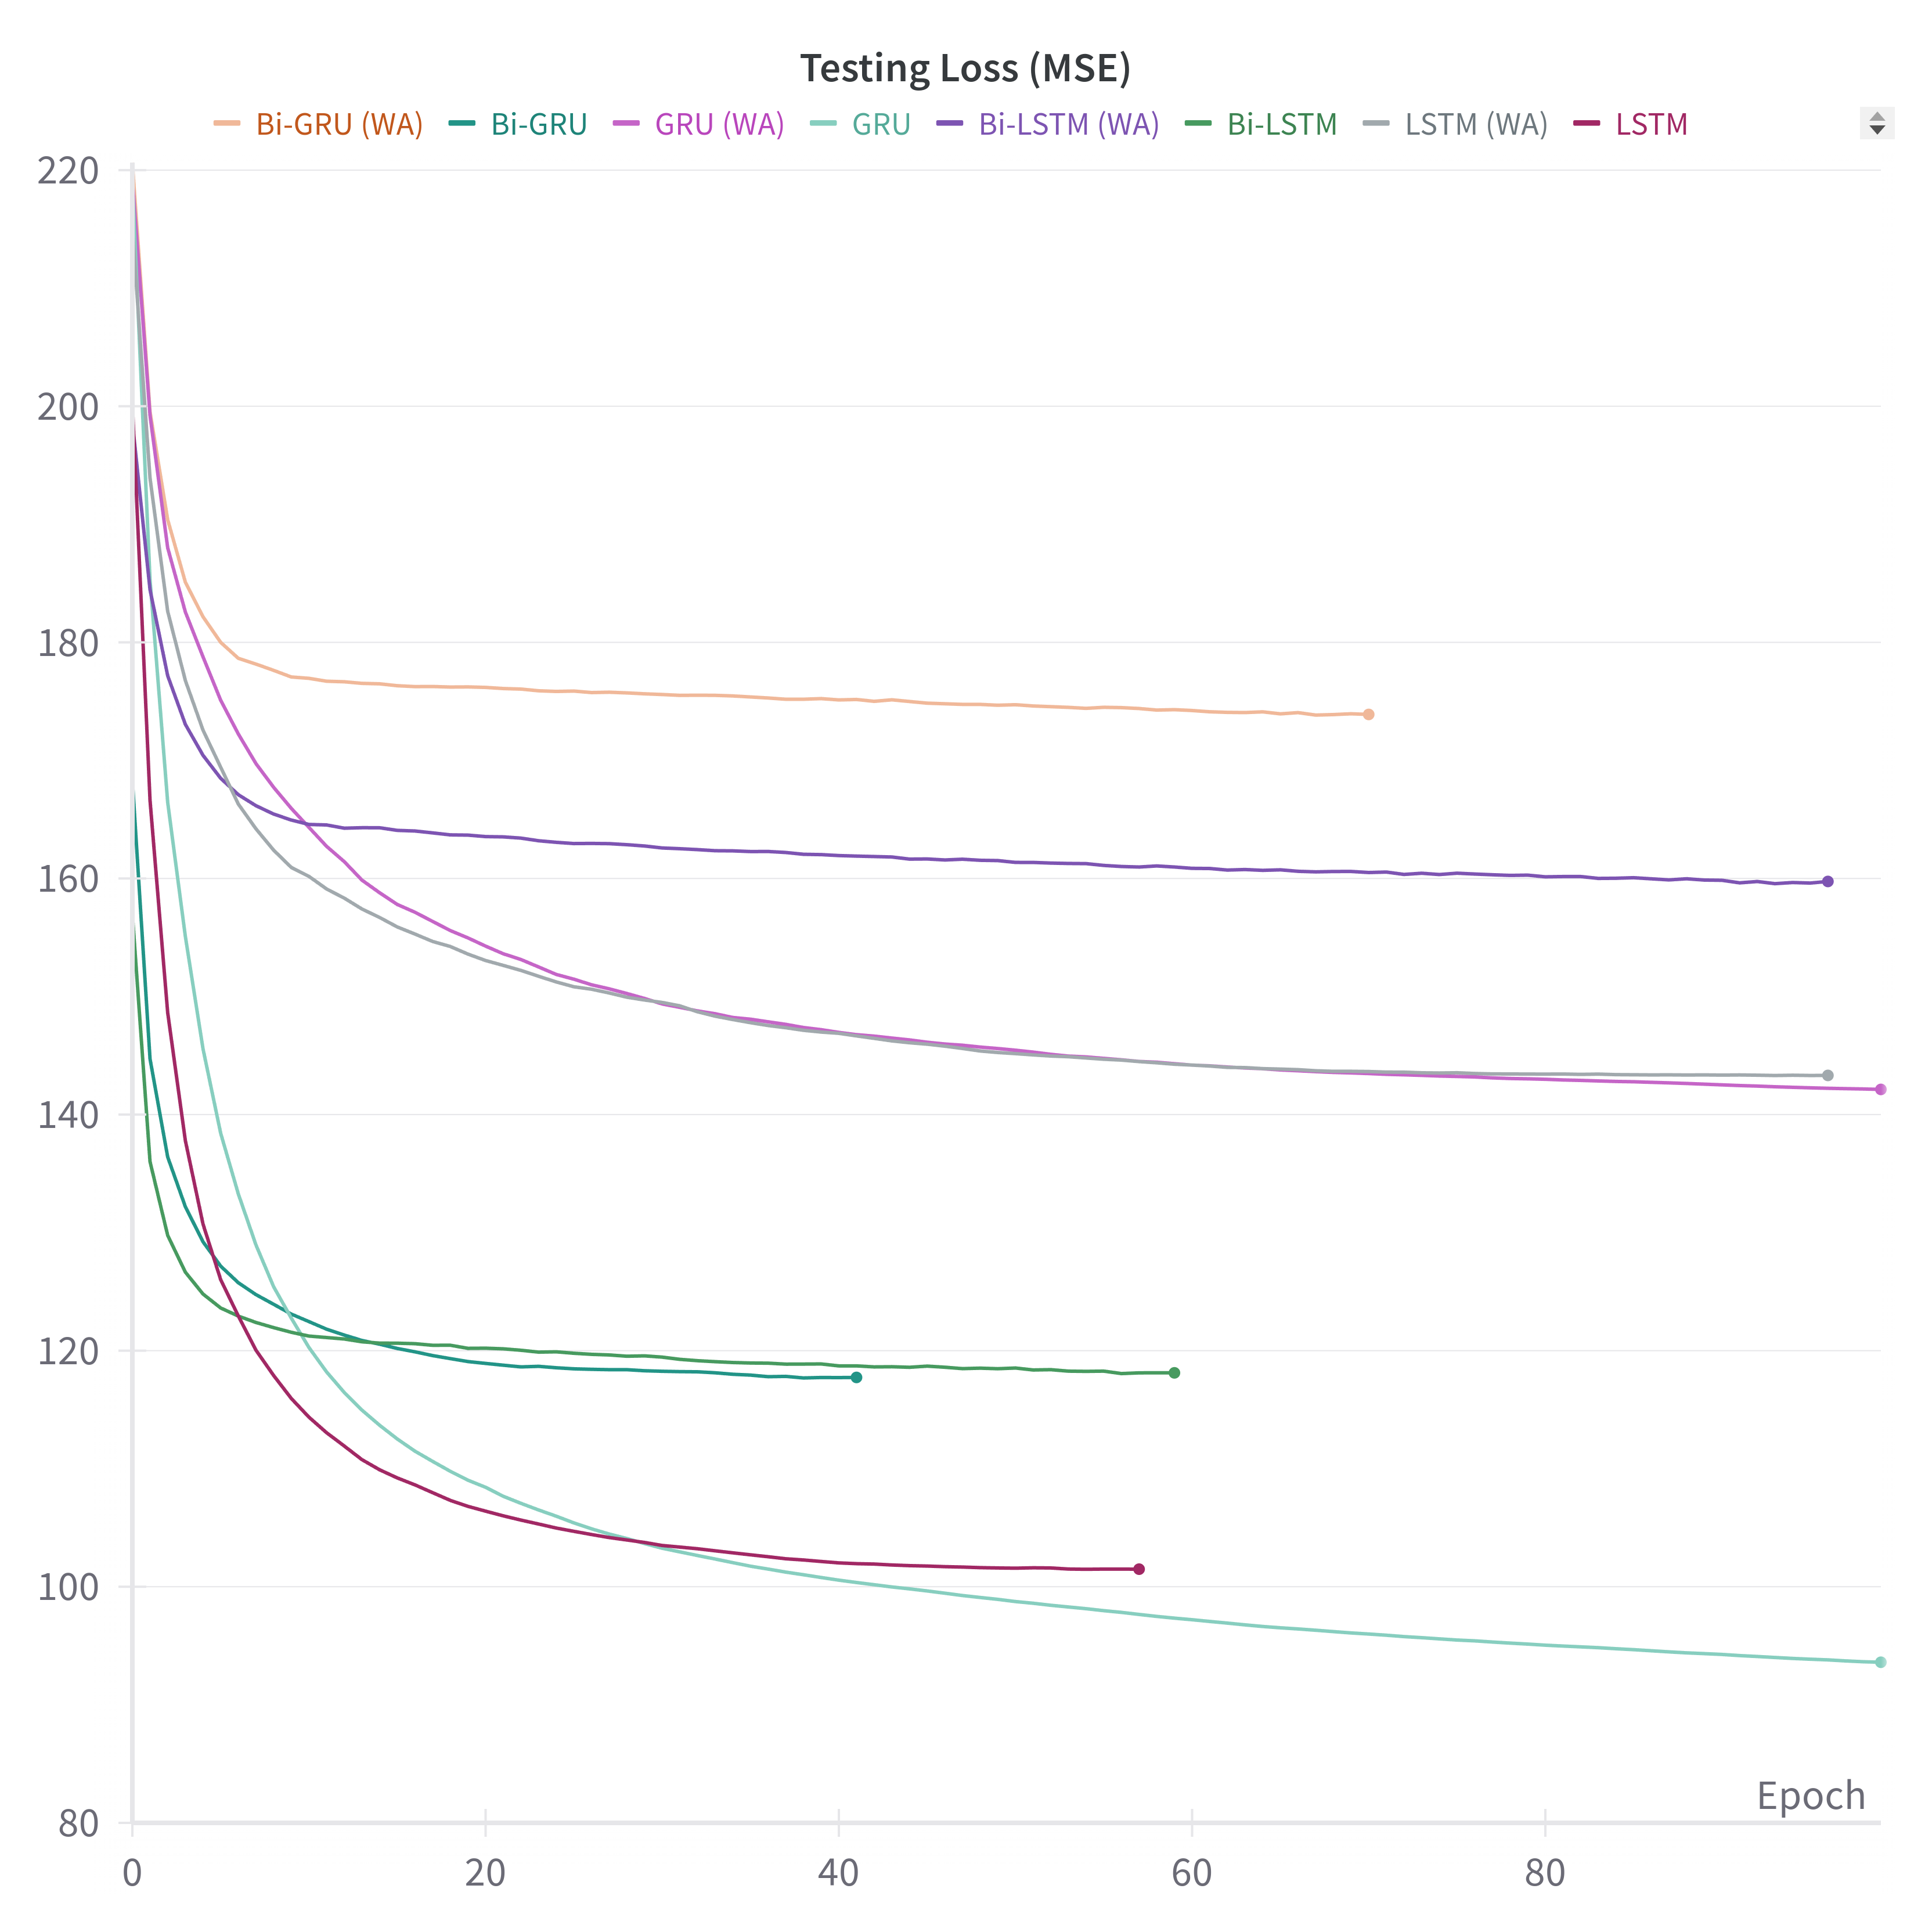 Testing Loss (MSE)
Bi-GRU (WA) Bi-GRU GRU (WA) GRU Bi-LSTM (WA) Bi-LSTM LSTM (WA) LSTM
220
200
180
160
140
120
100
80
Epoch
0 20 40 60 80